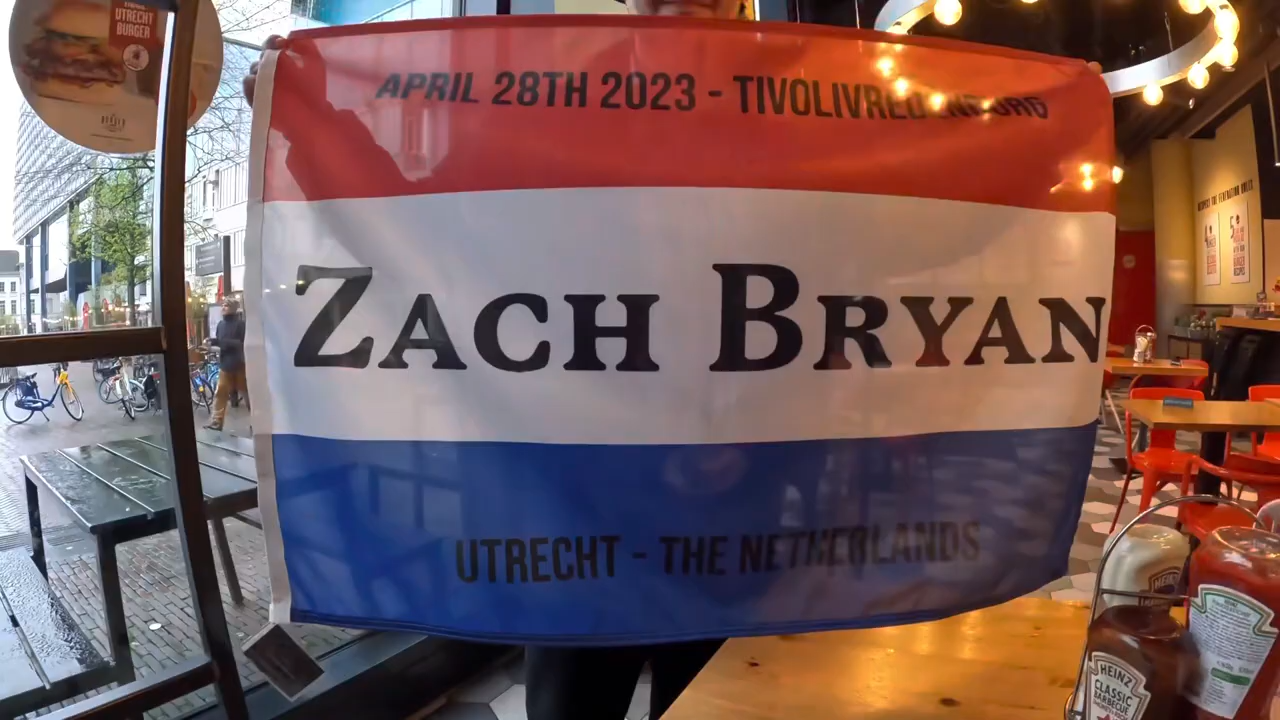 UTRECHT
BURGER
APRIL 28TH 2023 - TIVOLIVREDENBURG
ZACH BRYAN
UTRECHT - THE NETHERLANDS
HEINZ
CLASSIC
BARBECUE